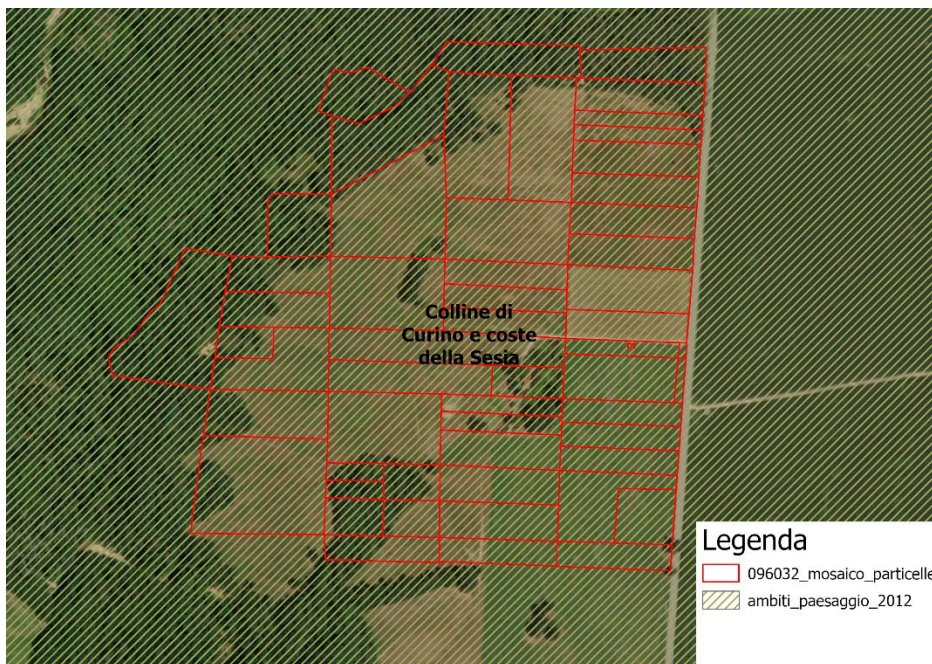 Colline di
Curino e coste
della Sesia
Legenda
096032_mosaico_particelle
ambiti_paesaggio_2012